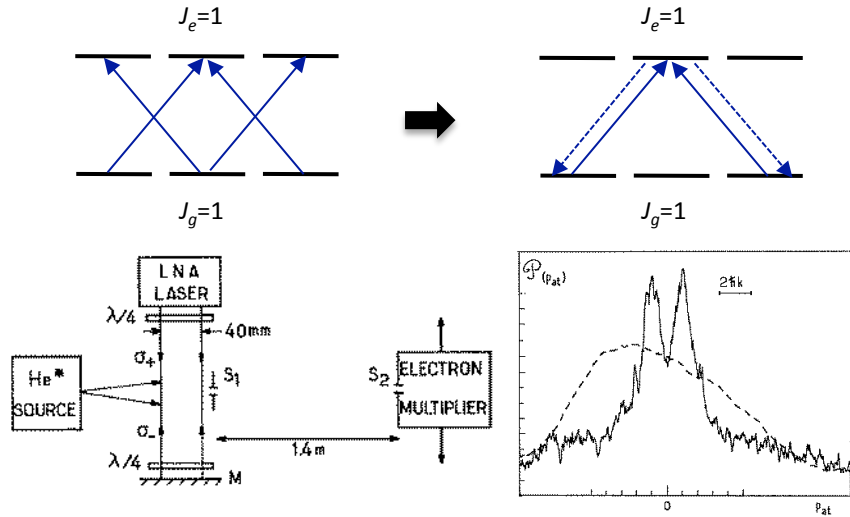 Je=1
Je=1
Jg=1
Jg=1
LNA
LASER
λ/4
40mm
σ+
He*
SOURCE
S1
S2
ELECTRON
MULTIPLIER
σ-
1.4m
λ/4
M
𝒫(pat)
2ħk
0
pat